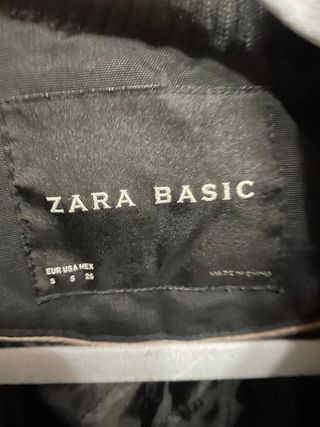 ZARA BASIC
EUR USA MEX
S S 26
MADE IN CHINA